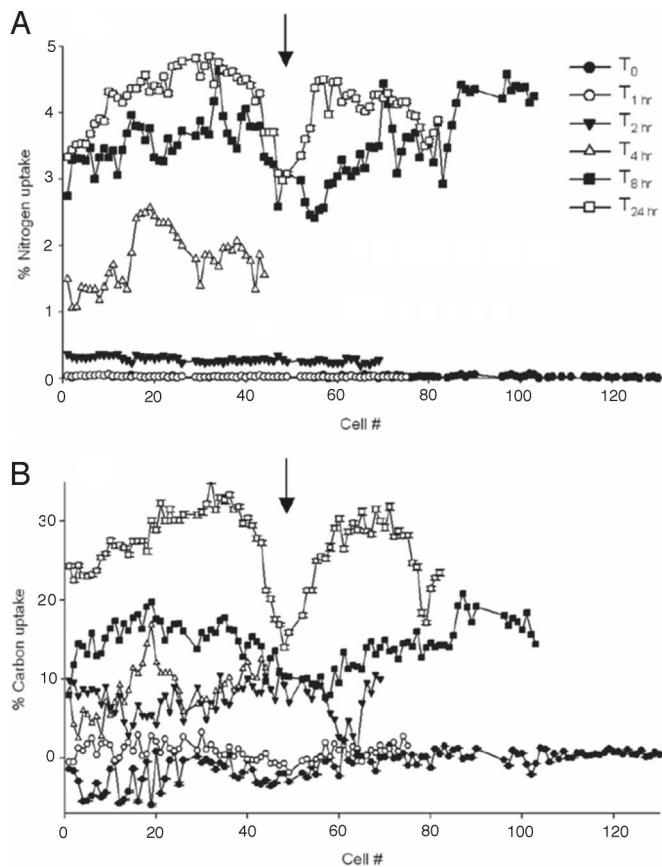 A
5
4
3
2
1
0
% Nitrogen uptake
0 20 40 60 80 100 120
Cell #
T0
T1 hr
T2 hr
T4 hr
T8 hr
T24 hr
B
30
20
10
0
% Carbon uptake
0 20 40 60 80 100 120
Cell #